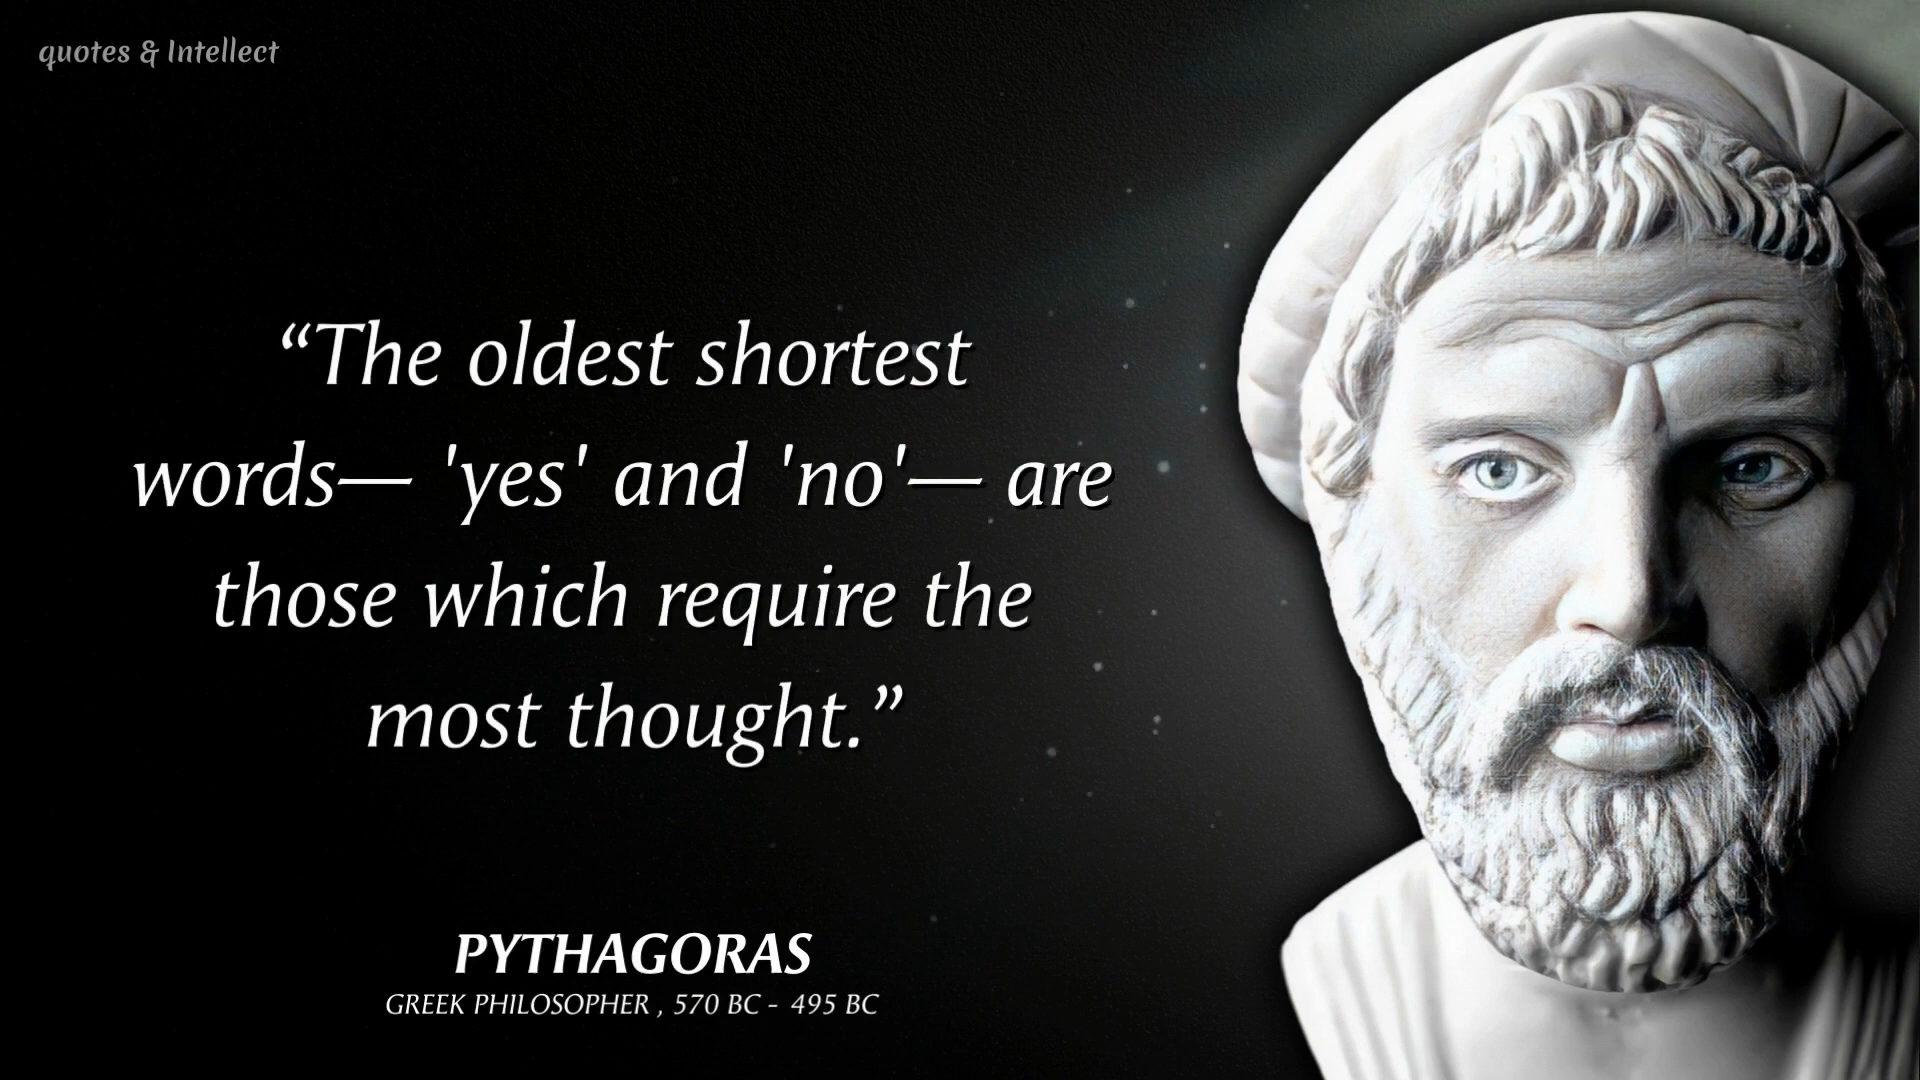 quotes & Intellect
“The oldest shortest
words— 'yes' and 'no'— are
those which require the
most thought.”
PYTHAGORAS
GREEK PHILOSOPHER , 570 BC - 495 BC